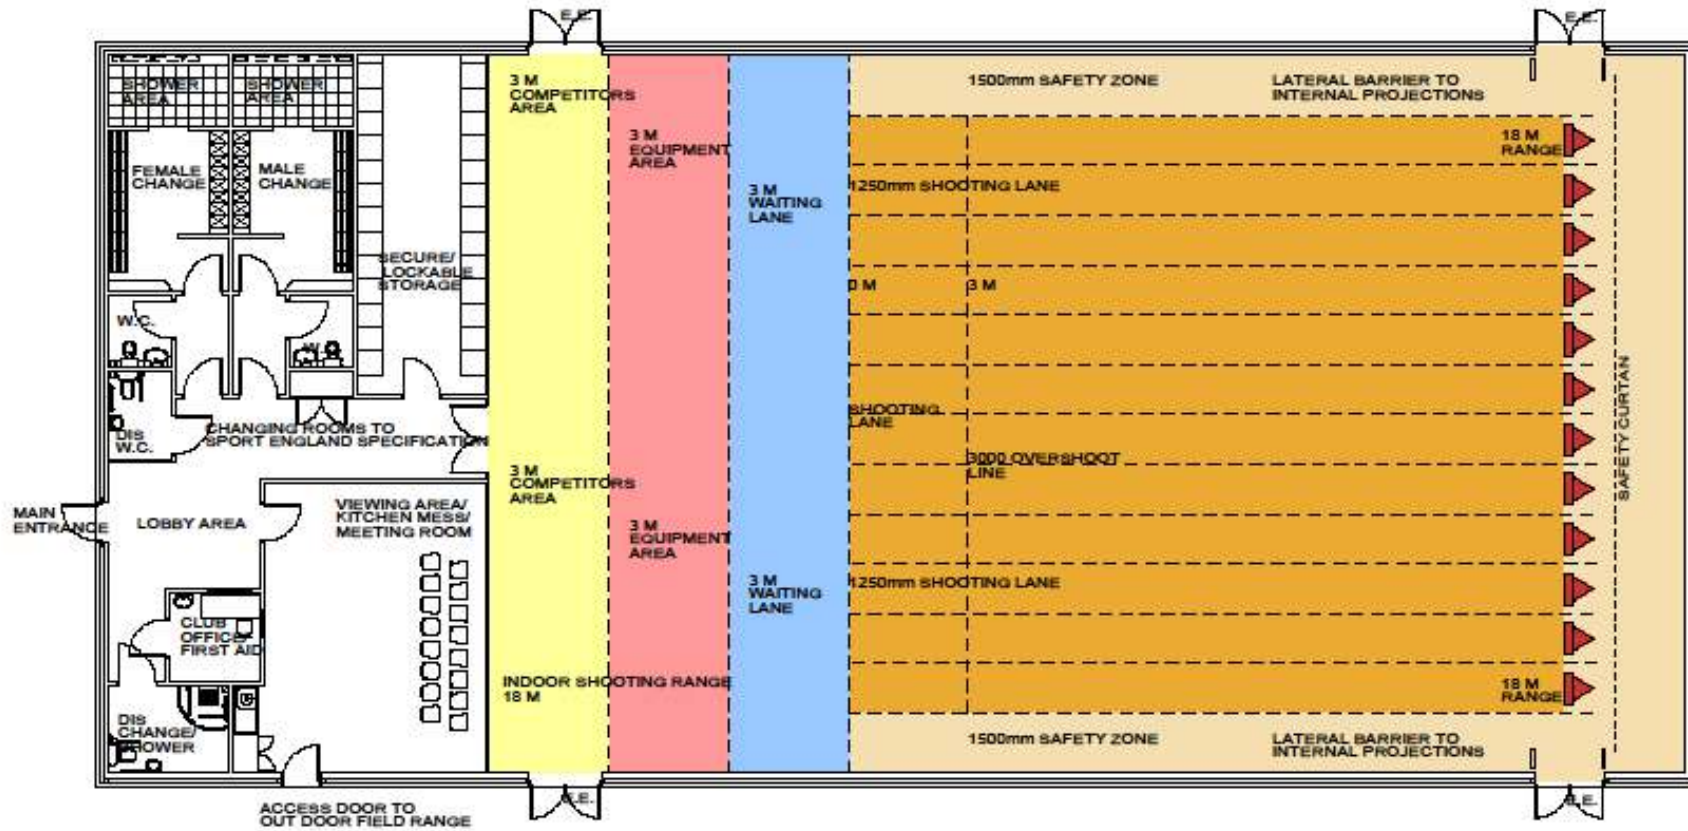 E.E.
E.E.
SHOWER
AREA
SHOWER
AREA
3 M
COMPETITORS
AREA
1500mm SAFETY ZONE
LATERAL BARRIER TO
INTERNAL PROJECTIONS
3 M
EQUIPMENT
AREA
18 M
RANGE
FEMALE
CHANGE
MALE
CHANGE
3 M
WAITING
LANE
1250mm SHOOTING LANE
SECURE/
LOCKABLE
STORAGE
0 M
3 M
W.C.
SHOOTING
LANE
SAFETY CURTAN
DIS
W.C.
CHANGING ROOMS TO
SPORT ENGLAND SPECIFICATION
3000 OVERSHOOT
LINE
3 M
COMPETITORS
AREA
MAIN
ENTRANCE
LOBBY AREA
VIEWING AREA/
KITCHEN MESS/
MEETING ROOM
3 M
EQUIPMENT
AREA
3 M
WAITING
LANE
1250mm SHOOTING LANE
CLUB
OFFICE/
FIRST AID
INDOOR SHOOTING RANGE
18 M
18 M
RANGE
DIS
CHANGE/
SHOWER
1500mm SAFETY ZONE
LATERAL BARRIER TO
INTERNAL PROJECTIONS
ACCESS DOOR TO
OUT DOOR FIELD RANGE
E.E.
E.E.